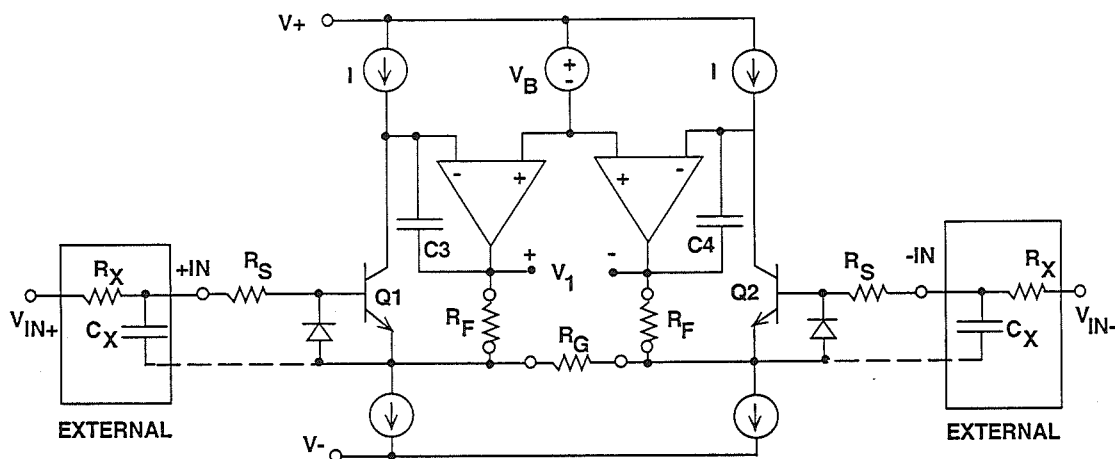 V+
I
+
-
V_B
I
-
+
+
-
C3
C4
+
V_1
-
R_X
+IN
R_S
Q1
R_F
R_G
R_F
Q2
R_S
-IN
R_X
V_IN+
C_X
C_X
V_IN-
EXTERNAL
V-
EXTERNAL